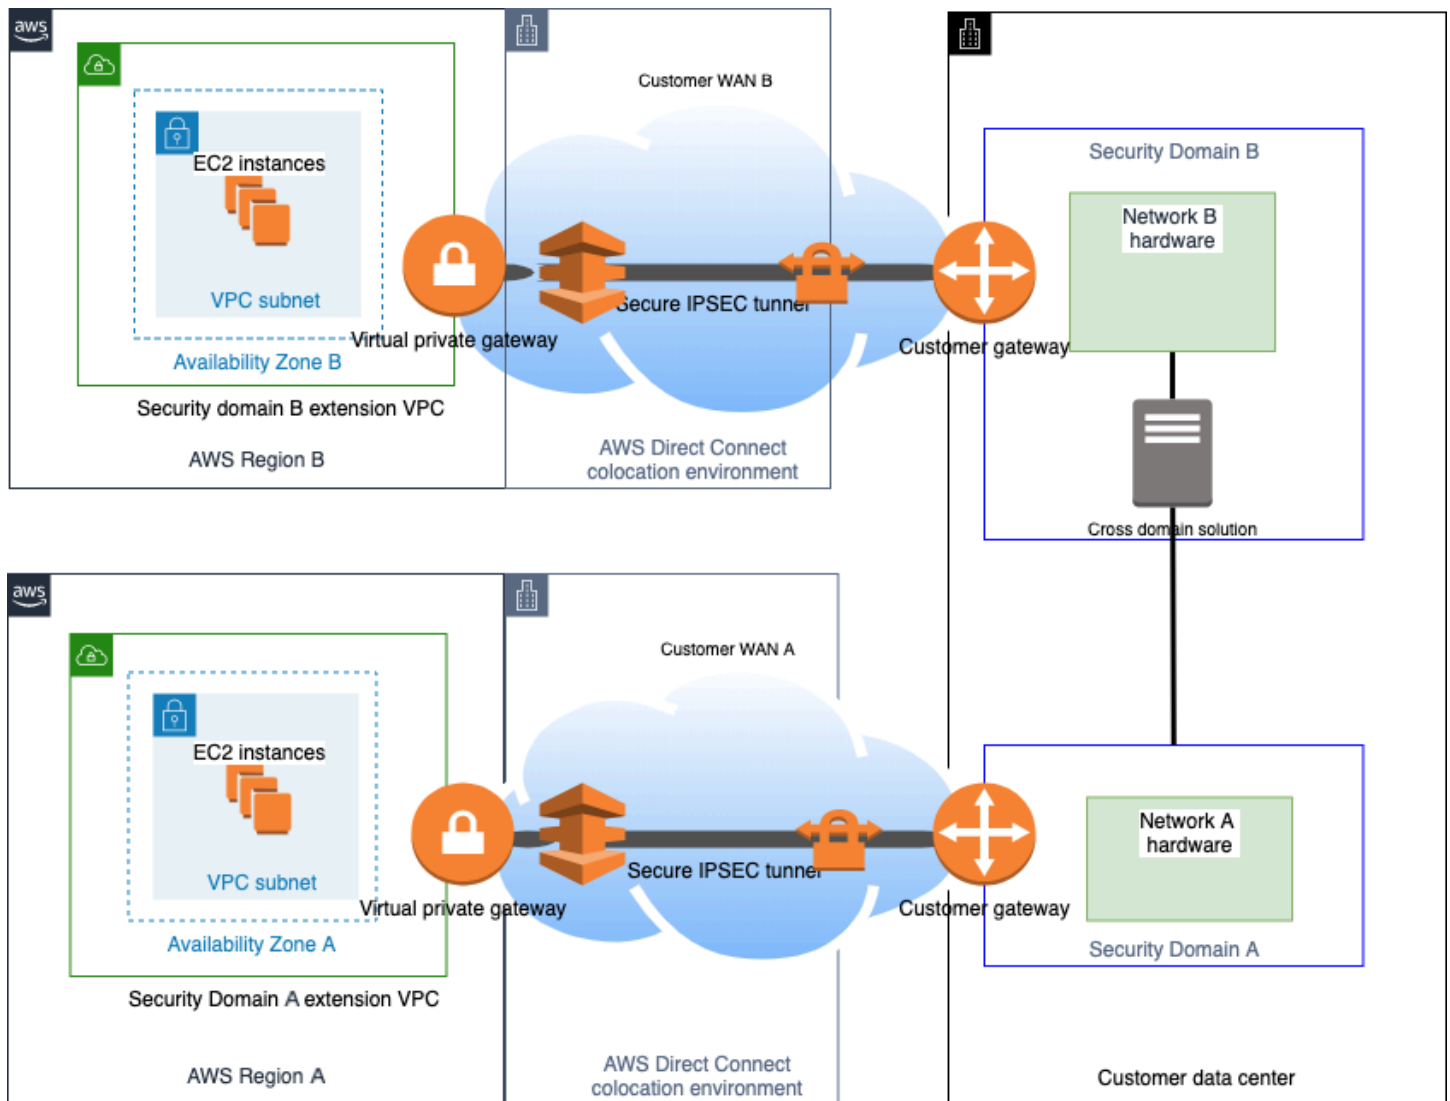 aws
Customer WAN B
EC2 instances
VPC subnet
Availability Zone B
Security domain B extension VPC
AWS Region B
Virtual private gateway
Secure IPSEC tunnel
AWS Direct Connect
colocation environment
Customer gateway
Security Domain B
Network B
hardware
Cross domain solution
aws
Customer WAN A
EC2 instances
VPC subnet
Availability Zone A
Security Domain A extension VPC
AWS Region A
Virtual private gateway
Secure IPSEC tunnel
AWS Direct Connect
colocation environment
Customer gateway
Network A
hardware
Security Domain A
Customer data center